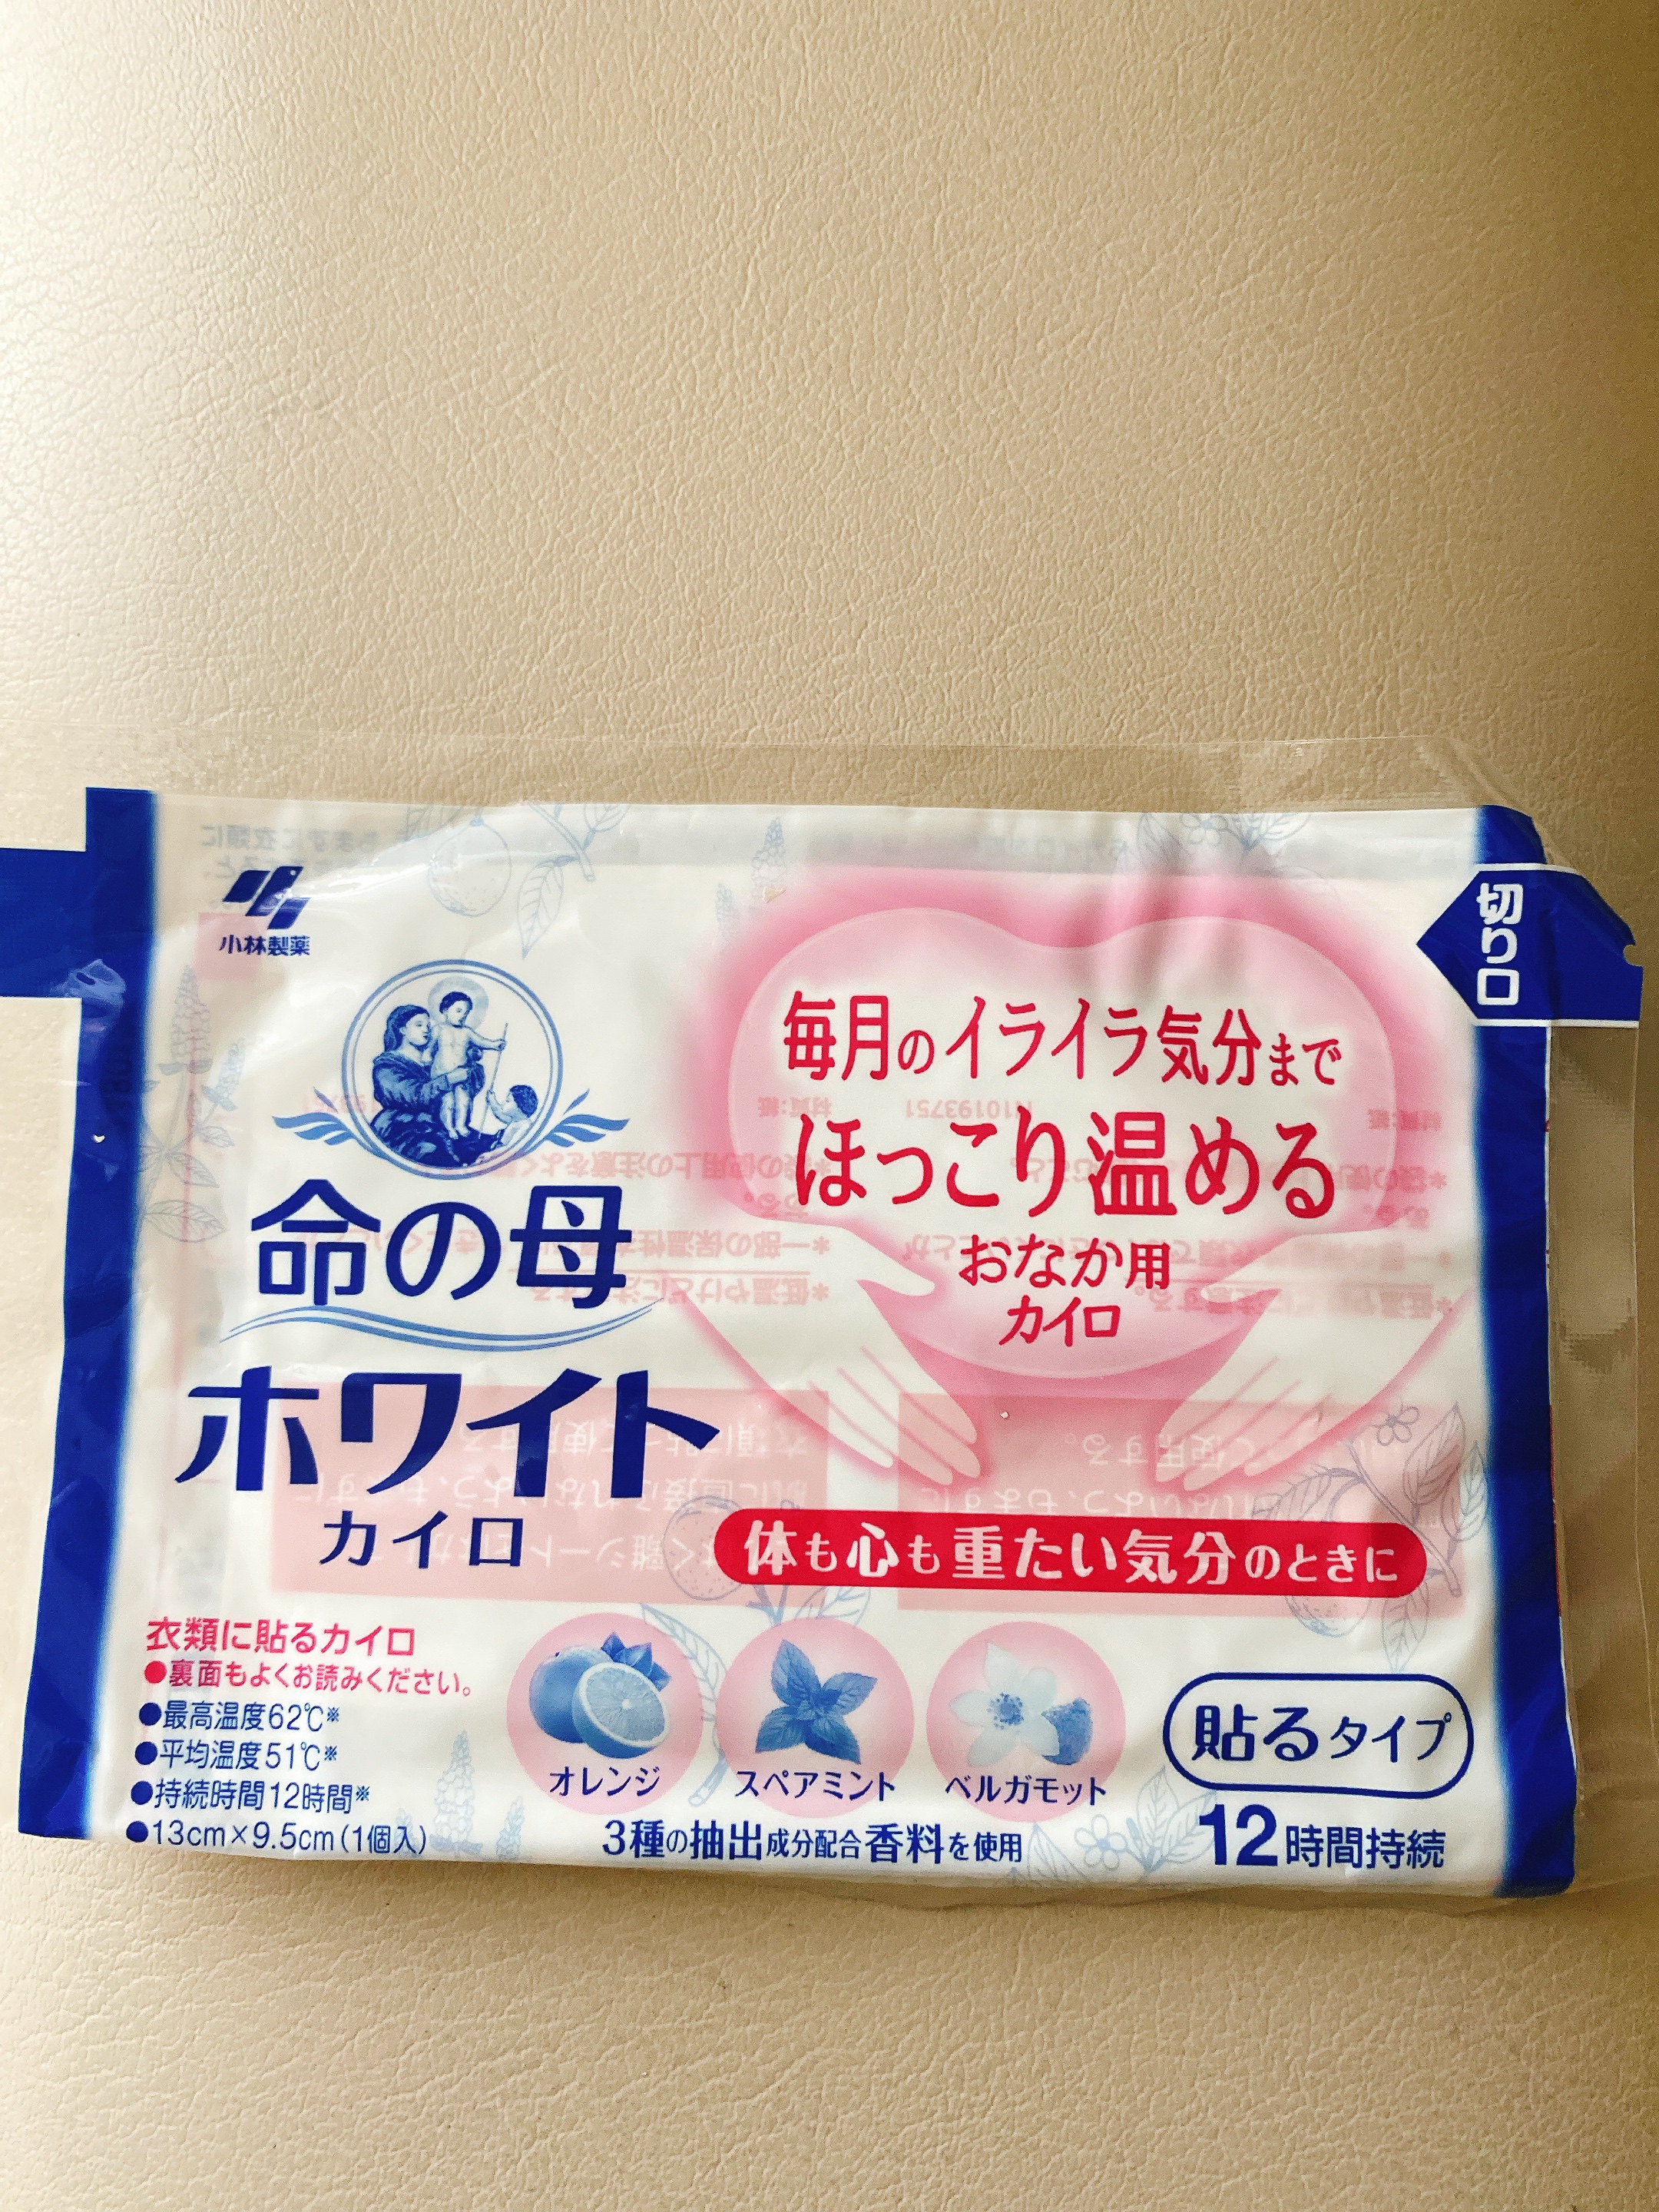 小林製薬
命の母
ホワイト
カイロ
切り口
毎月のイライラ気分まで
ほっこり温める
おなか用
カイロ
体も心も重たい気分のときに
衣類に貼るカイロ
●裏面もよくお読みください。
●最高温度62℃※
●平均温度51℃※
●持続時間12時間※
●13cm×9.5cm(1個入)
オレンジ
スペアミント
ベルガモット
3種の抽出成分配合香料を使用
貼るタイプ
12時間持続